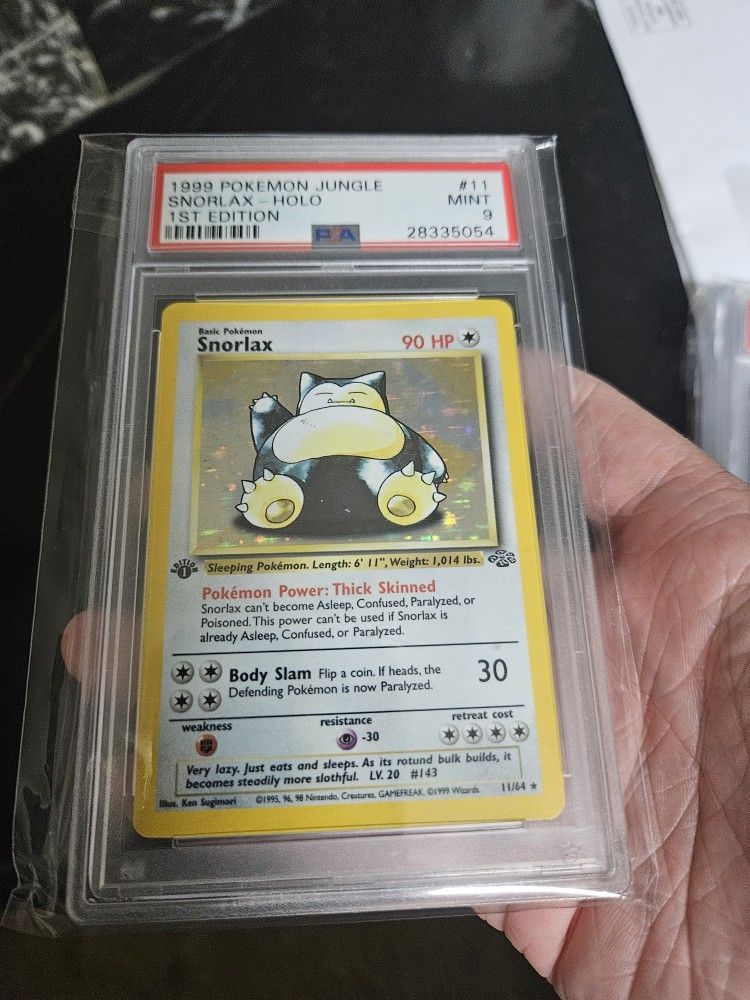 1999 POKEMON JUNGLE #11
SNORLAX - HOLO MINT
1ST EDITION 9
PSA 28335054
Basic Pokémon
Snorlax 90 HP
EDITION 1
Sleeping Pokémon. Length: 6' 11", Weight: 1,014 lbs.
Pokémon Power: Thick Skinned
Snorlax can't become Asleep, Confused, Paralyzed, or
Poisoned. This power can't be used if Snorlax is
already Asleep, Confused, or Paralyzed.
Body Slam Flip a coin. If heads, the
Defending Pokémon is now Paralyzed.
30
weakness resistance retreat cost
-30
Very lazy. Just eats and sleeps. As its rotund bulk builds, it
becomes steadily more slothful. LV. 20 #143
Illus. Ken Sugimori ©1995, 96, 98 Nintendo, Creatures, GAMEFREAK. ©1999 Wizards. 11/64 ★